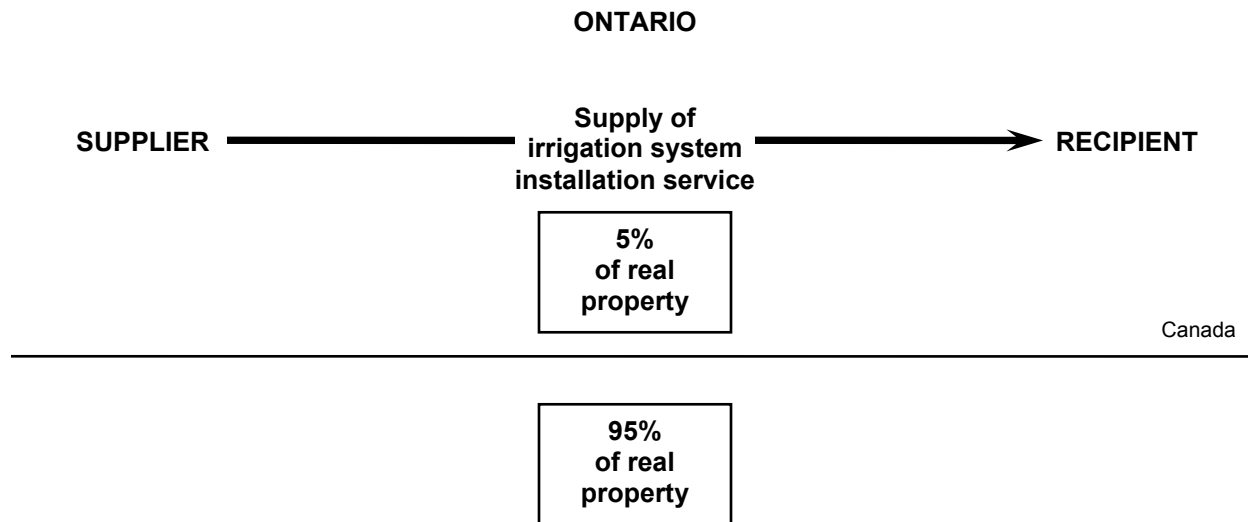 ONTARIO
SUPPLIER
Supply of
irrigation system
installation service
RECIPIENT
5%
of real
property
Canada
95%
of real
property